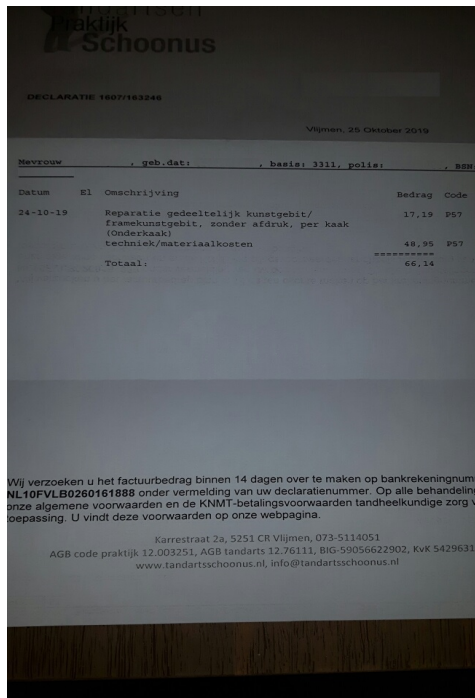 Praktijk
Schoonus
DECLARATIE 1607/163246
Vlijmen, 25 Oktober 2019
Mevrouw , geb.dat: , basis: 3311, polis: , BSN
Datum El Omschrijving Bedrag Code
24-10-19 Reparatie gedeeltelijk kunstgebit/ 17,19 P57
framekunstgebit, zonder afdruk, per kaak
(Onderkaak)
techniek/materiaalkosten 48,95 P57
==========
Totaal: 66,14
Wij verzoeken u het factuurbedrag binnen 14 dagen over te maken op bankrekeningnum
NL10FVLB0260161888 onder vermelding van uw declaratienummer. Op alle behandeling
onze algemene voorwaarden en de KNMT-betalingsvoorwaarden tandheelkundige zorg v
toepassing. U vindt deze voorwaarden op onze webpagina.
Karrestraat 2a, 5251 CR Vlijmen, 073-5114051
AGB code praktijk 12.003251, AGB tandarts 12.76111, BIG-59056622902, KvK 5429631
www.tandartsschoonus.nl, info@tandartsschoonus.nl